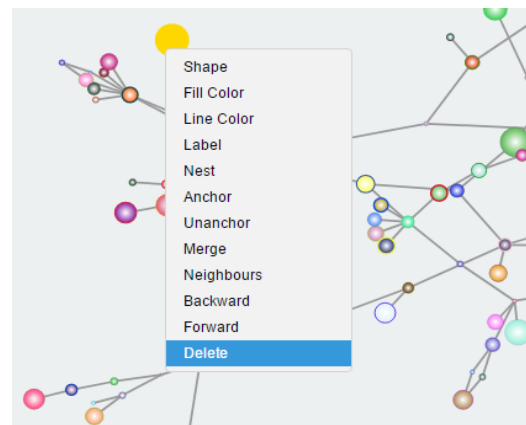 Shape
Fill Color
Line Color
Label
Nest
Anchor
Unanchor
Merge
Neighbours
Backward
Forward
Delete